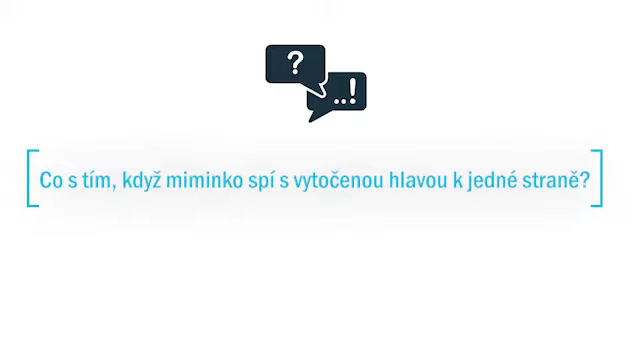 ?
...!
Co s tím, když miminko spí s vytočenou hlavou k jedné straně?